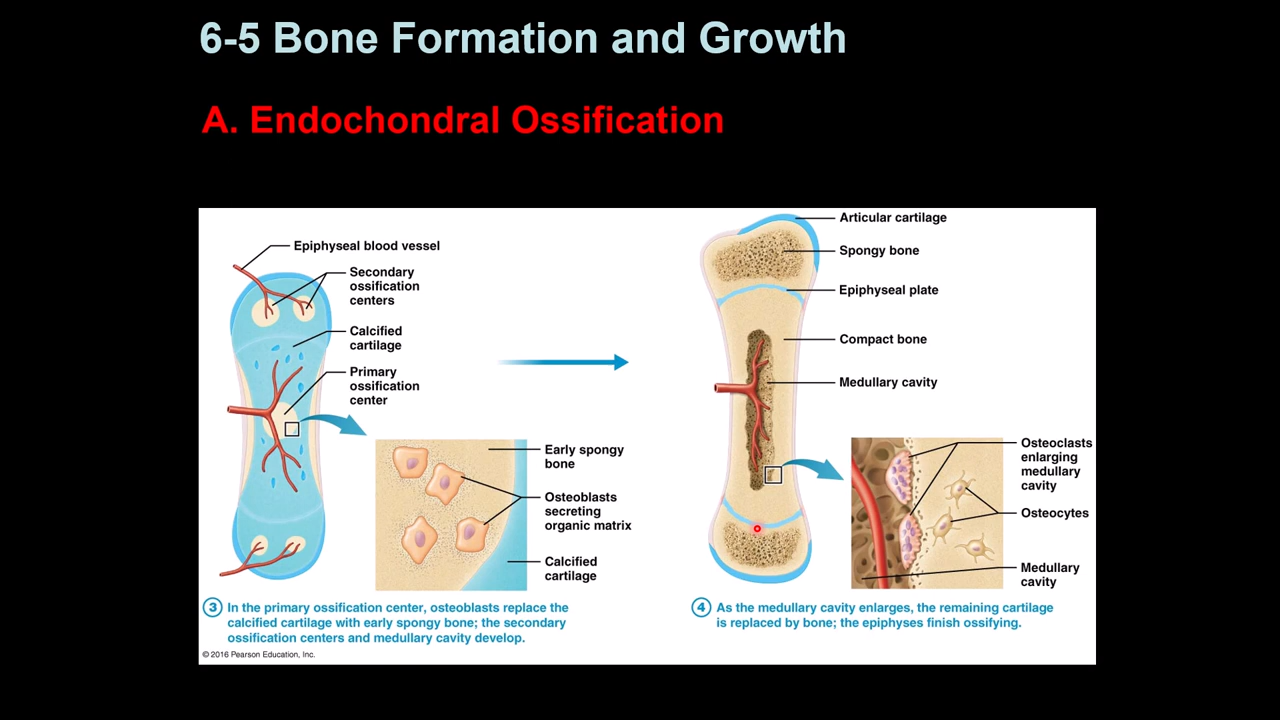 6-5 Bone Formation and Growth
A. Endochondral Ossification
Epiphyseal blood vessel
Secondary
ossification
centers
Calcified
cartilage
Primary
ossification
center
Early spongy
bone
Osteoblasts
secreting
organic matrix
Calcified
cartilage
3 In the primary ossification center, osteoblasts replace the
calcified cartilage with early spongy bone; the secondary
ossification centers and medullary cavity develop.
© 2016 Pearson Education, Inc.
Articular cartilage
Spongy bone
Epiphyseal plate
Compact bone
Medullary cavity
Osteoclasts
enlarging
medullary
cavity
Osteocytes
Medullary
cavity
4 As the medullary cavity enlarges, the remaining cartilage
is replaced by bone; the epiphyses finish ossifying.